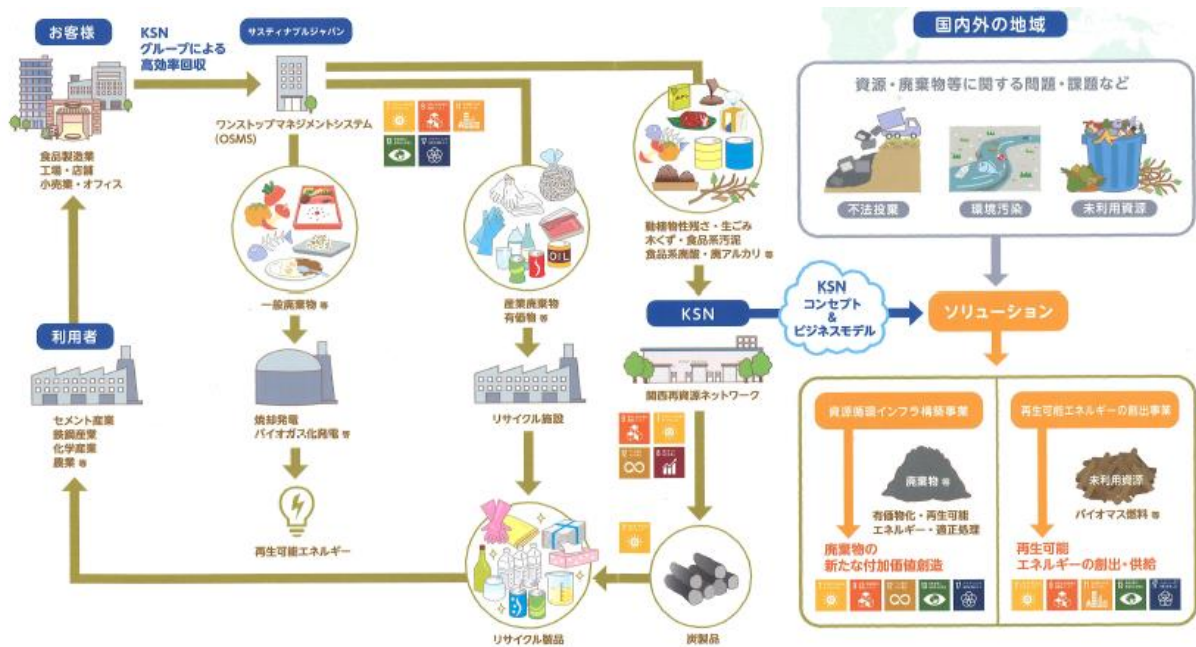 お客様
KSN
グループによる
高効率回収
サスティナブルジャパン
ワンストップマネジメントシステム
(OSMS)
食品製造業
工場・店舗
小売業・オフィス
一般廃棄物 等
産業廃棄物
有価物 等
OIL
動植物性残さ・生ごみ
木くず・食品系汚泥
食品系廃酸・廃アルカリ 等
利用者
セメント産業
鉄鋼産業
化学産業
農業 等
焼却発電
バイオガス化発電 等
リサイクル施設
KSN
関西再資源ネットワーク
再生可能エネルギー
リサイクル製品
炭製品
KSN
コンセプト
&
ビジネスモデル
国内外の地域
資源・廃棄物等に関する問題・課題など
不法投棄
環境汚染
未利用資源
ソリューション
資源循環インフラ構築事業
廃棄物 等
有価物化・再生可能
エネルギー・適正処理
廃棄物の
新たな付加価値創造
再生可能エネルギーの創出事業
未利用資源
バイオマス燃料 等
再生可能
エネルギーの創出・供給